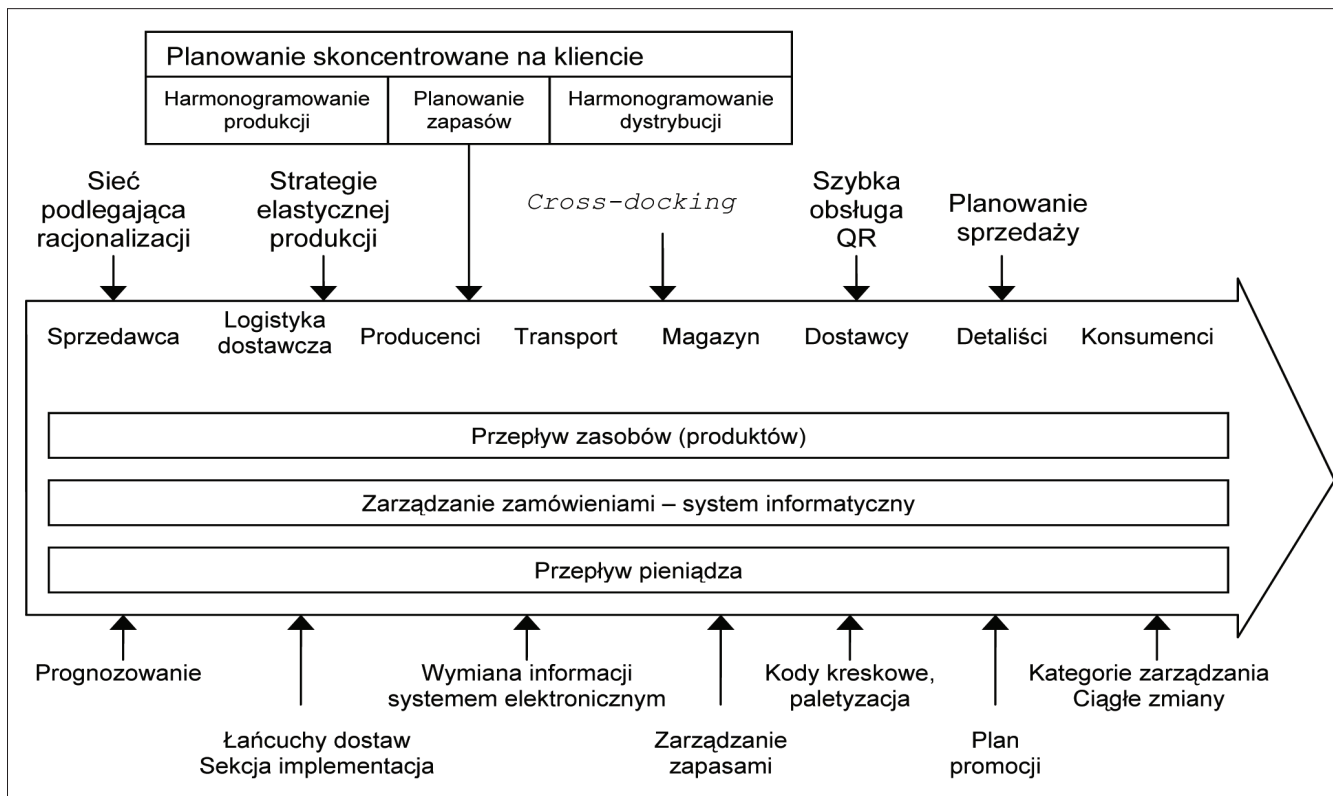 Planowanie skoncentrowane na kliencie
Harmonogramowanie
produkcji
Planowanie
zapasów
Harmonogramowanie
dystrybucji
Sieć
podlegająca
racjonalizacji
Strategie
elastycznej
produkcji
Cross-docking
Szybka
obsługa
QR
Planowanie
sprzedaży
Sprzedawca
Logistyka
dostawcza
Producenci
Transport
Magazyn
Dostawcy
Detaliści
Konsumenci
Przepływ zasobów (produktów)
Zarządzanie zamówieniami – system informatyczny
Przepływ pieniądza
Prognozowanie
Łańcuchy dostaw
Sekcja implementacja
Wymiana informacji
systemem elektronicznym
Zarządzanie
zapasami
Kody kreskowe,
paletyzacja
Plan
promocji
Kategorie zarządzania
Ciągłe zmiany